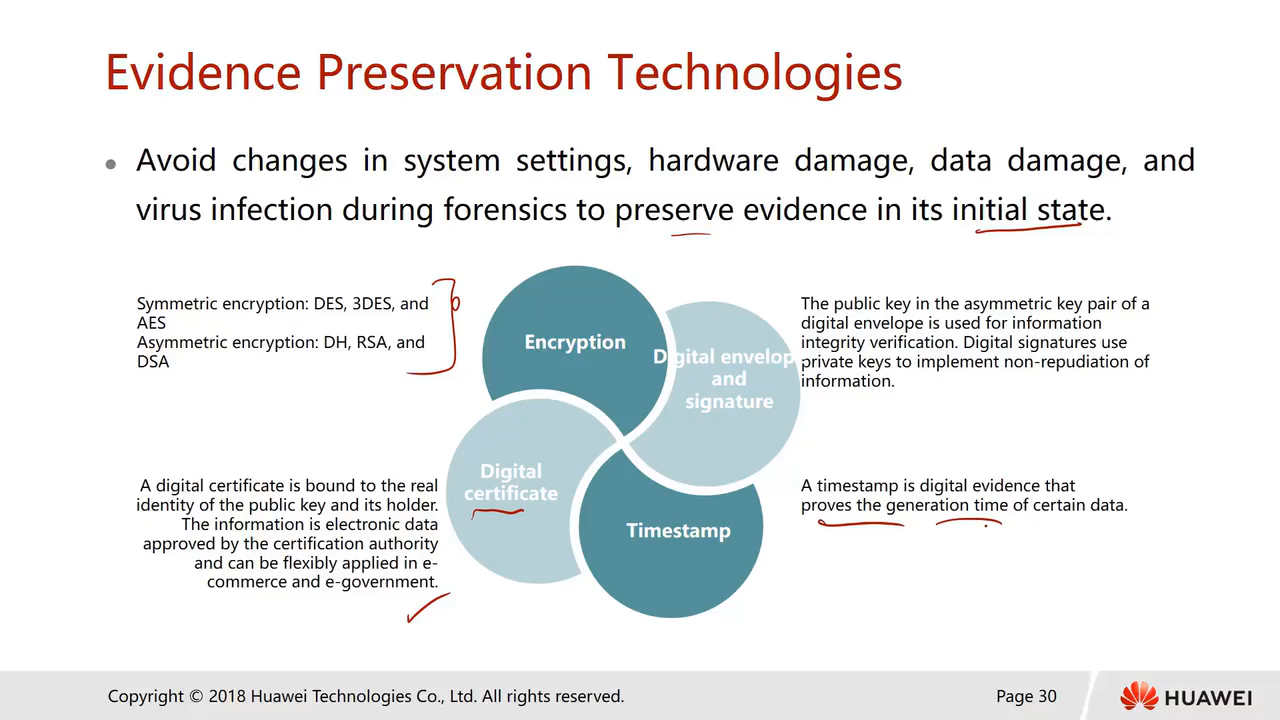 Evidence Preservation Technologies
• Avoid changes in system settings, hardware damage, data damage, and
virus infection during forensics to preserve evidence in its initial state.
Symmetric encryption: DES, 3DES, and
AES
Asymmetric encryption: DH, RSA, and
DSA
Encryption
Digital envelop
and
signature
The public key in the asymmetric key pair of a
digital envelope is used for information
integrity verification. Digital signatures use
private keys to implement non-repudiation of
information.
A digital certificate is bound to the real
identity of the public key and its holder.
The information is electronic data
approved by the certification authority
and can be flexibly applied in e-
commerce and e-government.
Digital
certificate
Timestamp
A timestamp is digital evidence that
proves the generation time of certain data.
Copyright © 2018 Huawei Technologies Co., Ltd. All rights reserved.
Page 30
HUAWEI